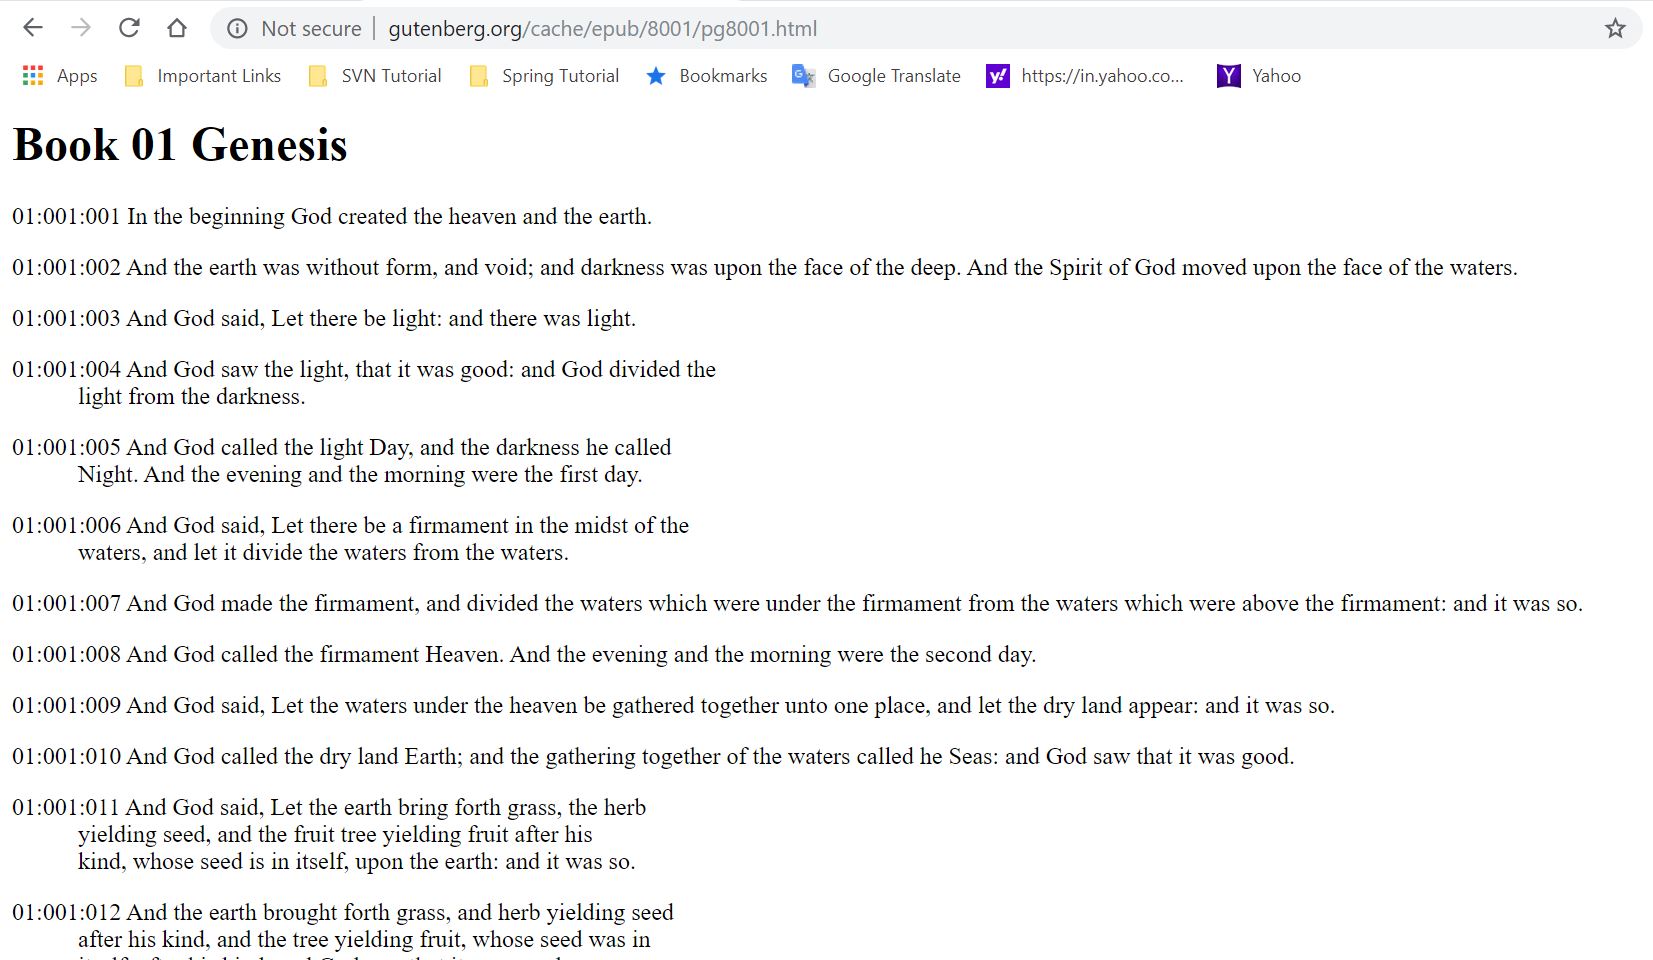 Not secure | gutenberg.org/cache/epub/8001/pg8001.html
Apps Important Links SVN Tutorial Spring Tutorial Bookmarks Google Translate https://in.yahoo.co... Yahoo
Book 01 Genesis
01:001:001 In the beginning God created the heaven and the earth.
01:001:002 And the earth was without form, and void; and darkness was upon the face of the deep. And the Spirit of God moved upon the face of the waters.
01:001:003 And God said, Let there be light: and there was light.
01:001:004 And God saw the light, that it was good: and God divided the
light from the darkness.
01:001:005 And God called the light Day, and the darkness he called
Night. And the evening and the morning were the first day.
01:001:006 And God said, Let there be a firmament in the midst of the
waters, and let it divide the waters from the waters.
01:001:007 And God made the firmament, and divided the waters which were under the firmament from the waters which were above the firmament: and it was so.
01:001:008 And God called the firmament Heaven. And the evening and the morning were the second day.
01:001:009 And God said, Let the waters under the heaven be gathered together unto one place, and let the dry land appear: and it was so.
01:001:010 And God called the dry land Earth; and the gathering together of the waters called he Seas: and God saw that it was good.
01:001:011 And God said, Let the earth bring forth grass, the herb
yielding seed, and the fruit tree yielding fruit after his
kind, whose seed is in itself, upon the earth: and it was so.
01:001:012 And the earth brought forth grass, and herb yielding seed
after his kind, and the tree yielding fruit, whose seed was in